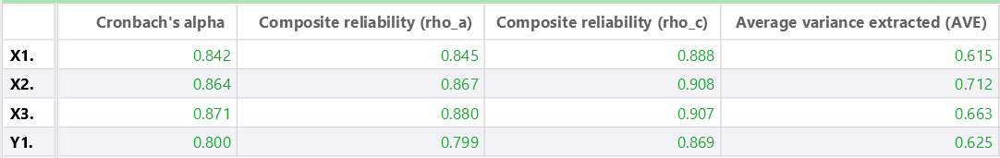 Cronbach's alpha Composite reliability (rho_a) Composite reliability (rho_c) Average variance extracted (AVE)
X1. 0.842 0.845 0.888 0.615
X2. 0.864 0.867 0.908 0.712
X3. 0.871 0.880 0.907 0.663
Y1. 0.800 0.799 0.869 0.625